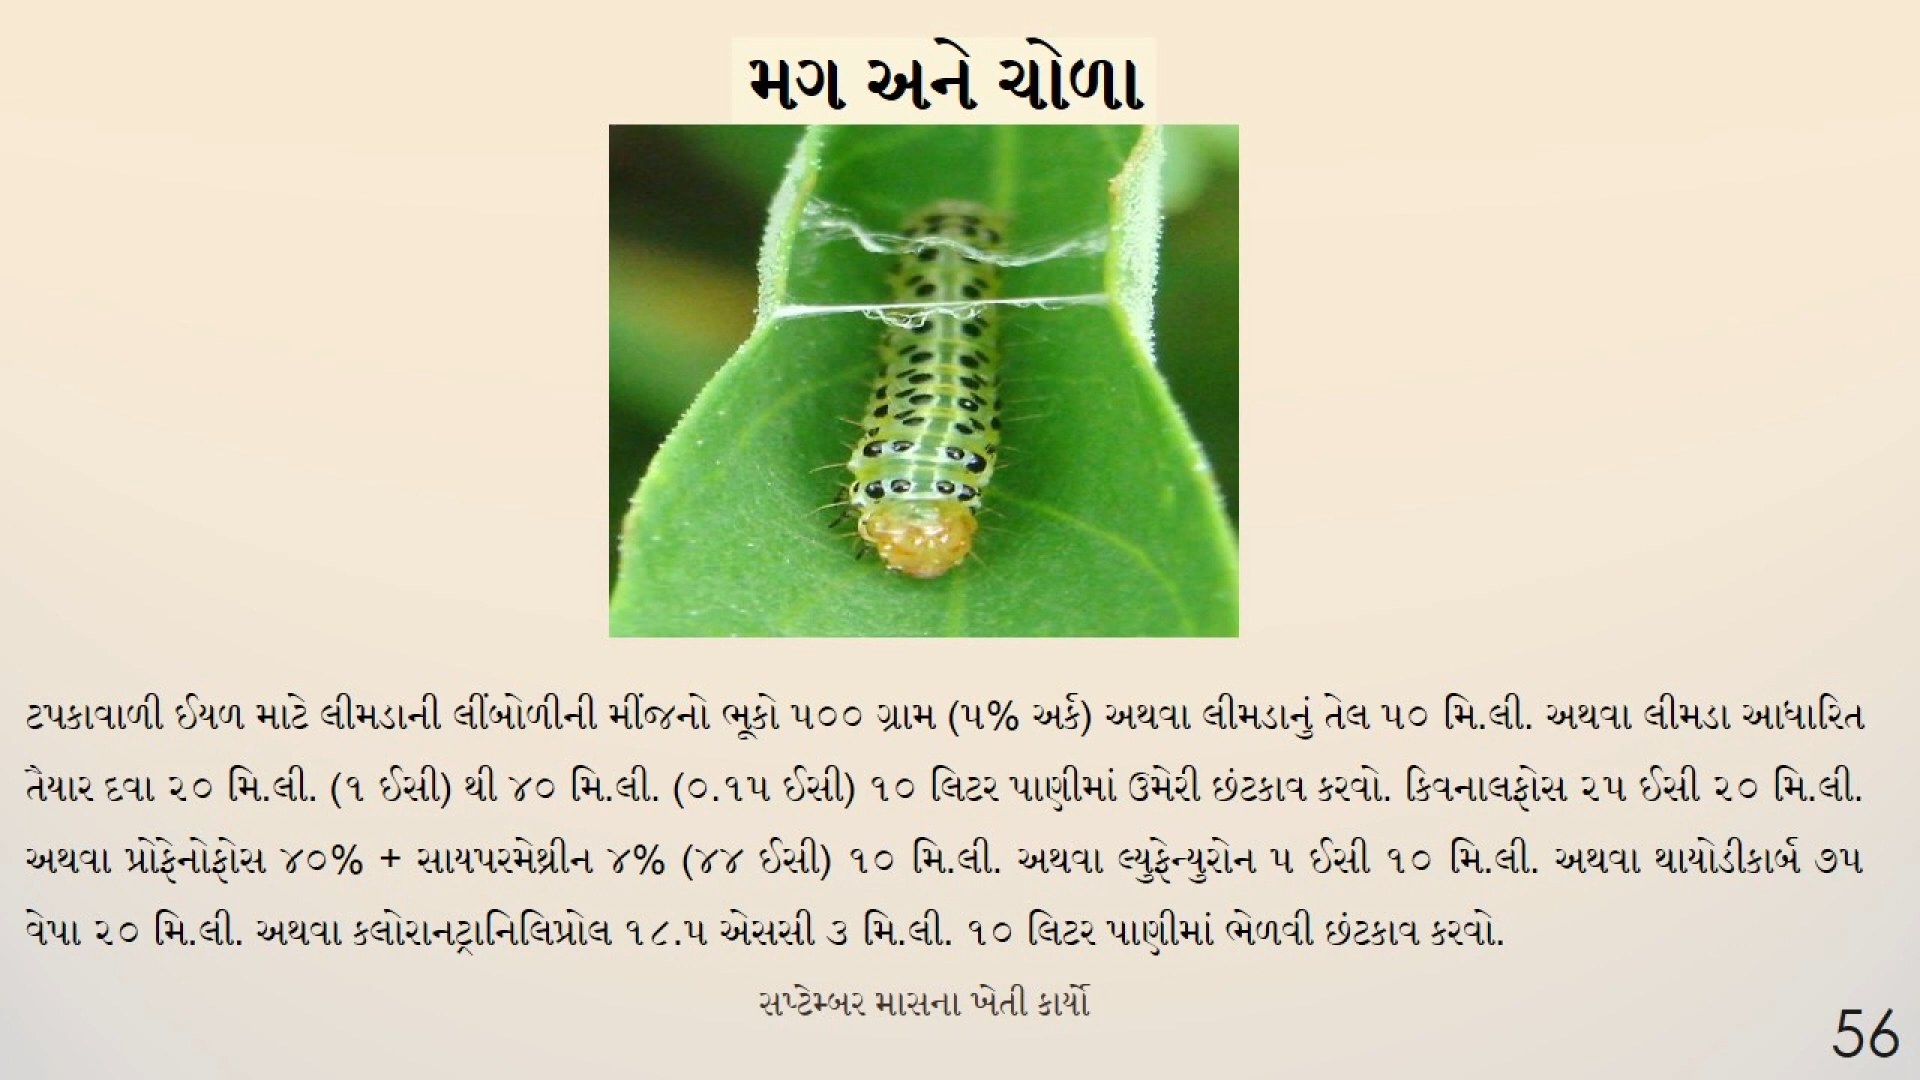 મગ અને ચોળા
ટપકાવાળી ઈયળ માટે લીમડાની લીંબોળીની મીંજનો ભૂકો ૫૦૦ ગ્રામ (૫% અર્ક) અથવા લીમડાનું તેલ ૫૦ મિ.લી. અથવા લીમડા આધારિત
તૈયાર દવા ૨૦ મિ.લી. (૧ ઈસી) થી ૪૦ મિ.લી. (૦.૧૫ ઈસી) ૧૦ લિટર પાણીમાં ઉમેરી છંટકાવ કરવો. કિવનાલફોસ ૨૫ ઈસી ૨૦ મિ.લી.
અથવા પ્રોફેનોફોસ ૪૦% + સાયપરમેથ્રીન ૪% (૪૪ ઈસી) ૧૦ મિ.લી. અથવા લ્યુફેન્યુરોન ૫ ઈસી ૧૦ મિ.લી. અથવા થાયોડીકાર્બ ૭૫
વેપા ૨૦ મિ.લી. અથવા કલોરાનટ્રાનિલિપ્રોલ ૧૮.૫ એસસી ૩ મિ.લી. ૧૦ લિટર પાણીમાં ભેળવી છંટકાવ કરવો.
સપ્ટેમ્બર માસના ખેતી કાર્યો
56